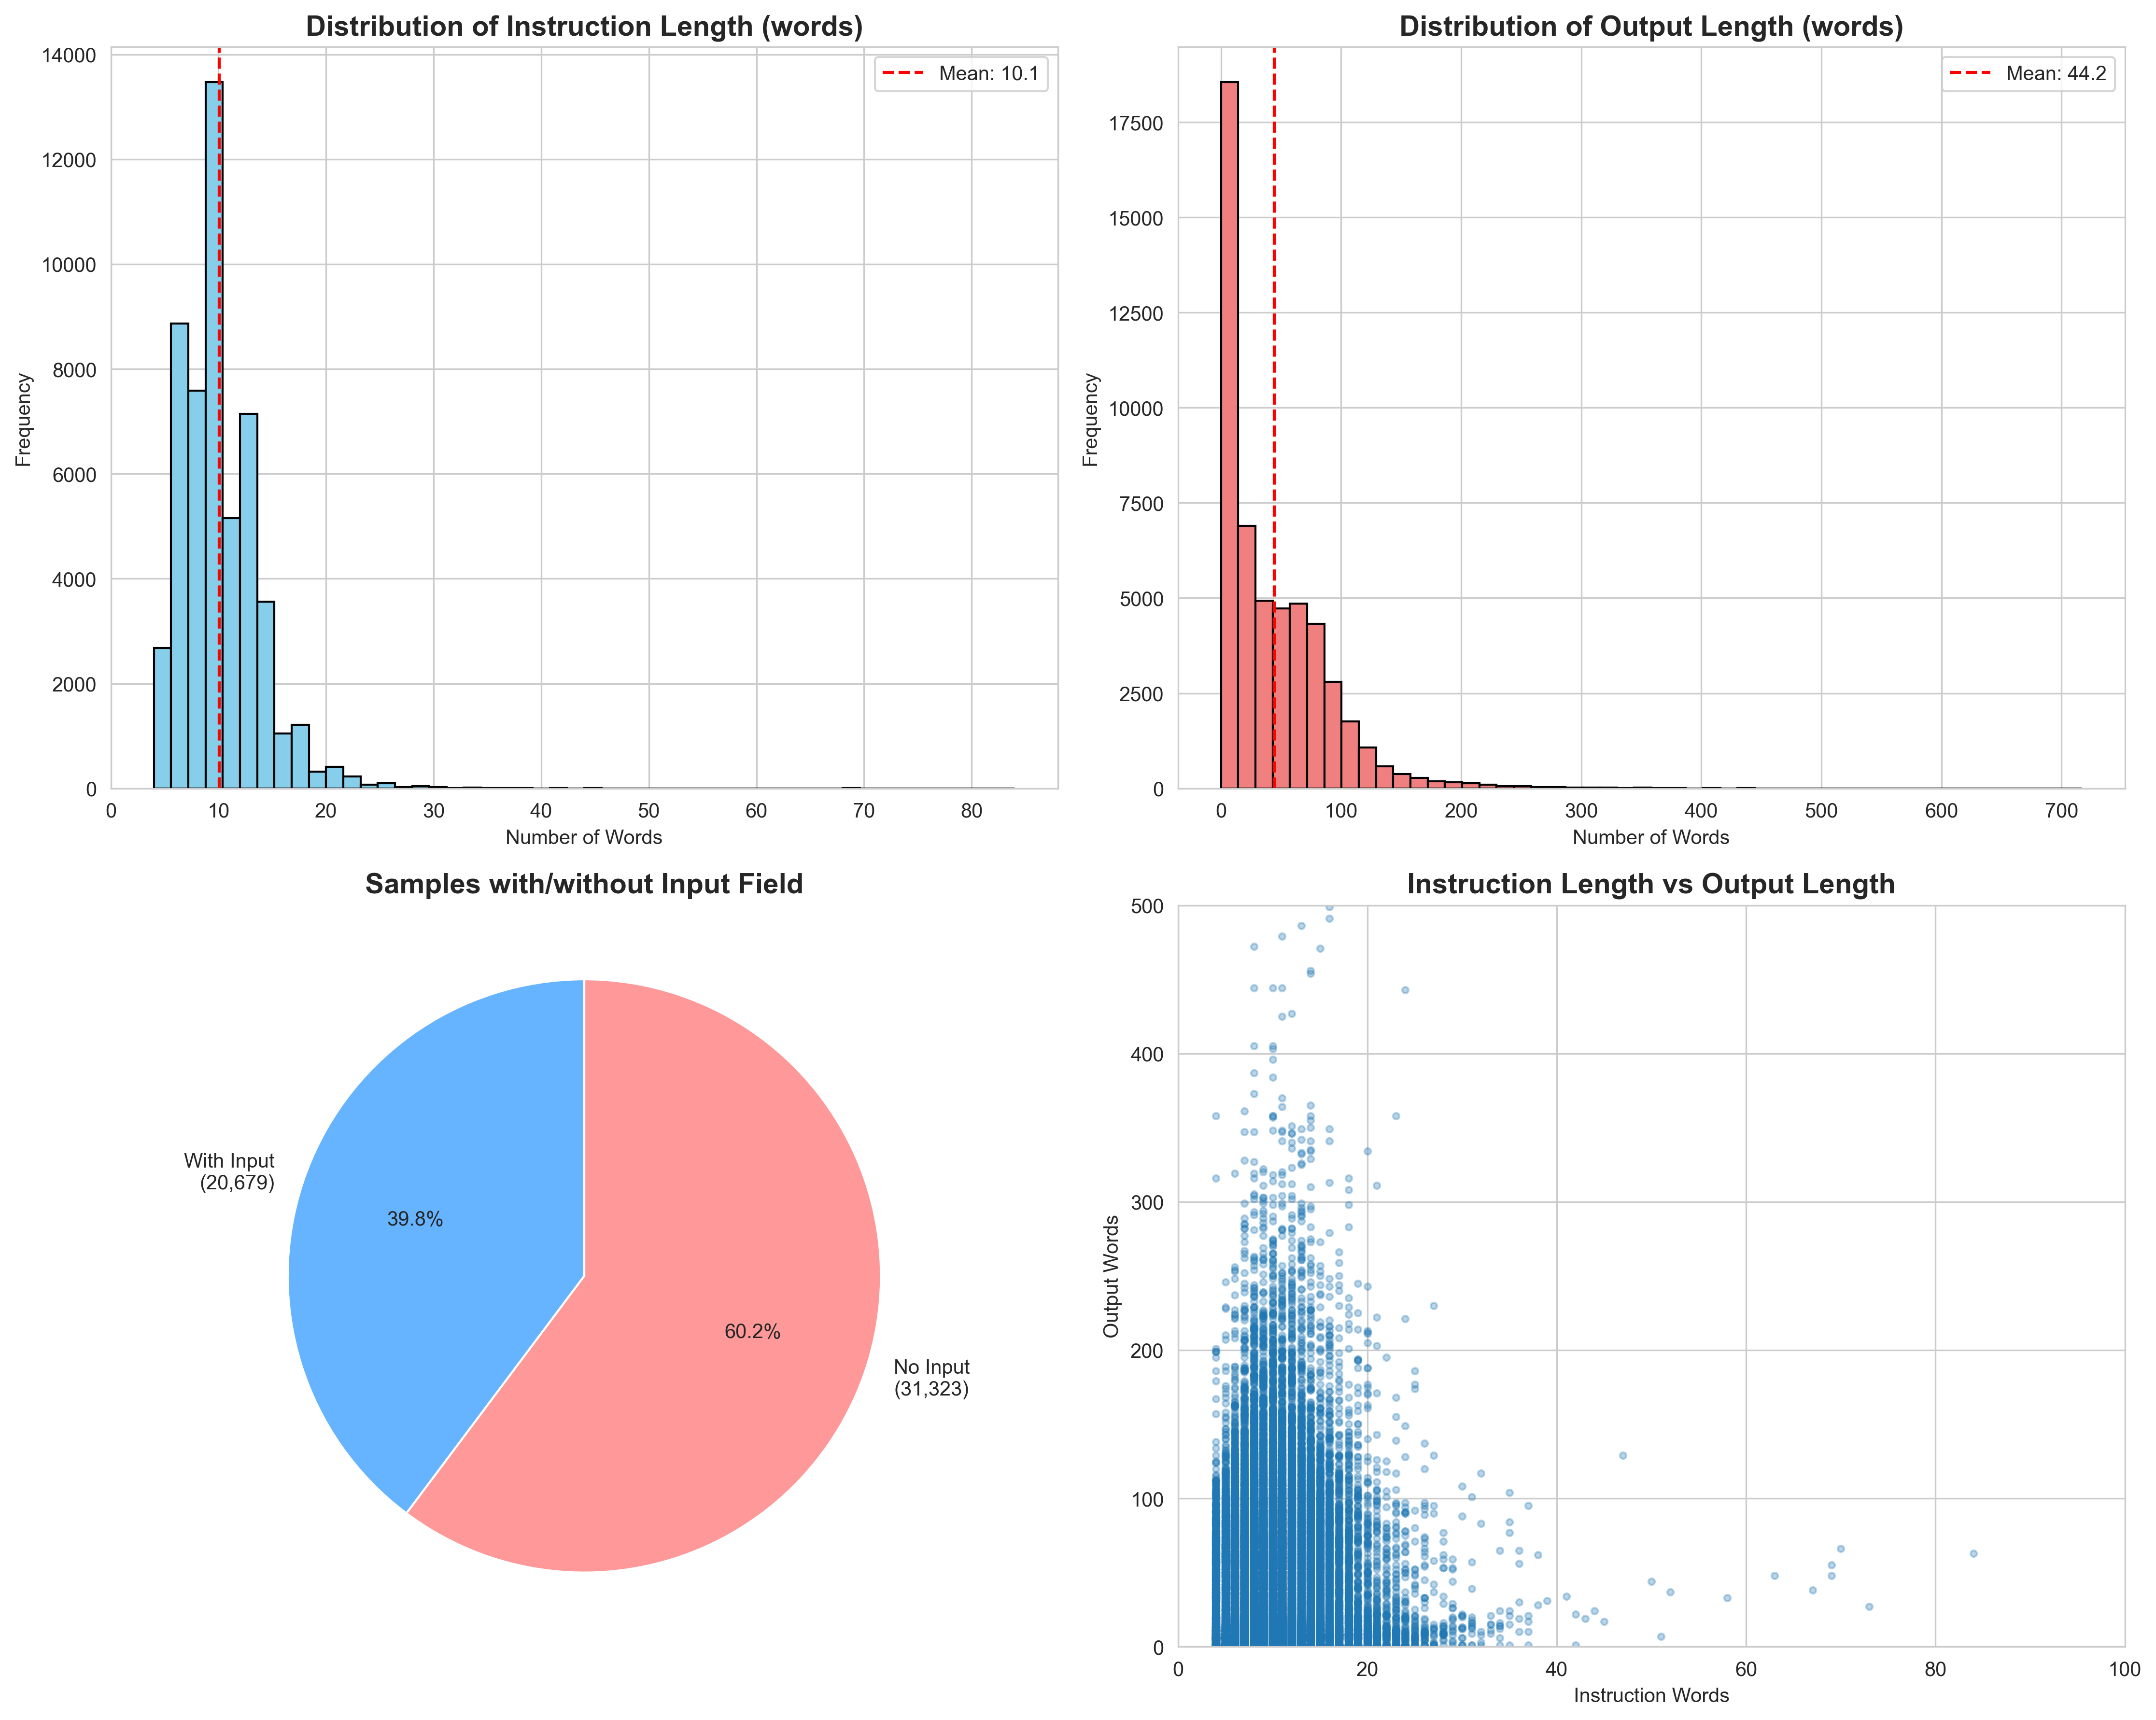 Distribution of Instruction Length (words)
14000
12000
10000
8000
6000
4000
2000
0
Frequency
Mean: 10.1
0 10 20 30 40 50 60 70 80
Number of Words
Distribution of Output Length (words)
17500
15000
12500
10000
7500
5000
2500
0
Frequency
Mean: 44.2
0 100 200 300 400 500 600 700
Number of Words
Samples with/without Input Field
With Input
(20,679)
39.8%
60.2%
No Input
(31,323)
Instruction Length vs Output Length
500
400
300
200
100
0
Output Words
0 20 40 60 80 100
Instruction Words